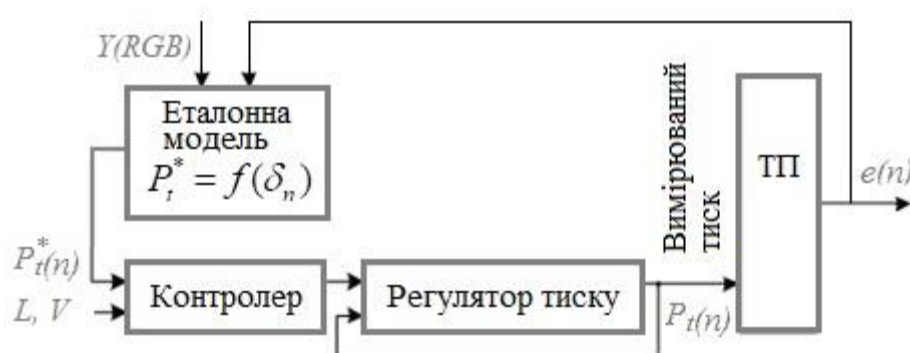 Y(RGB)
Еталонна
модель
P*t = f(δn)
P*t(n)
L, V
Контролер
Регулятор тиску
Вимірюваний
тиск
Pt(n)
ТП
e(n)